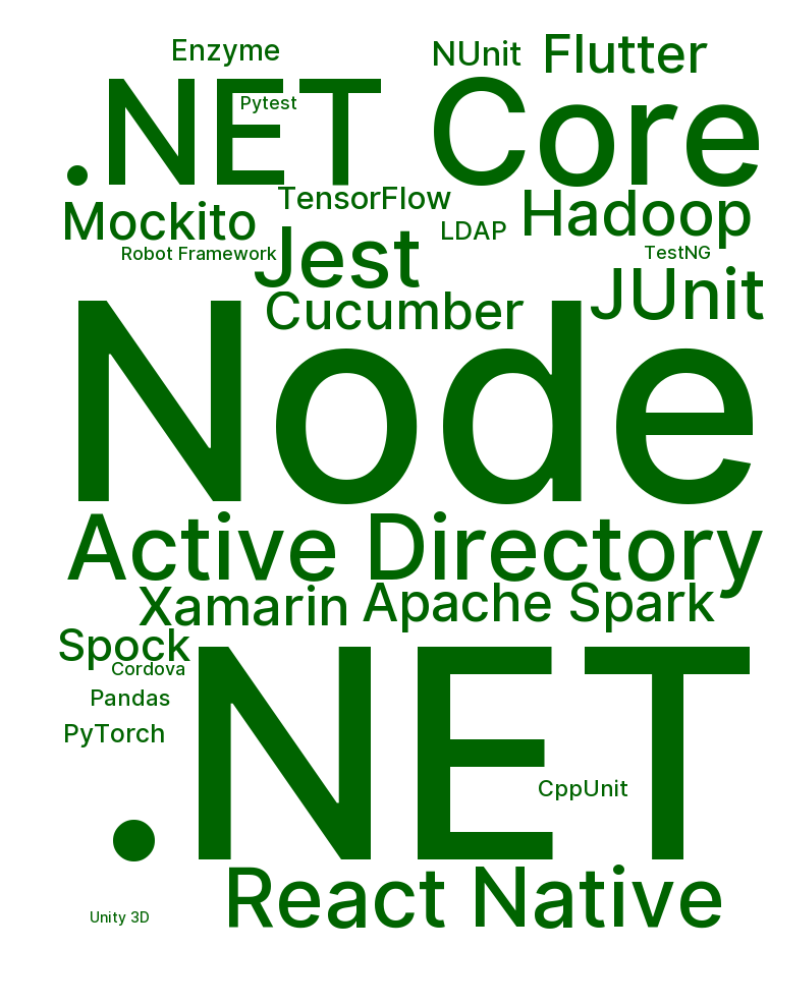 Enzyme
NUnit
Flutter
.NET Core
Pytest
TensorFlow
Mockito
Hadoop
LDAP
Robot Framework
Jest
TestNG
JUnit
Cucumber
Node
Active Directory
Xamarin
Apache Spark
Spock
Cordova
Pandas
PyTorch
.NET
CppUnit
React Native
Unity 3D